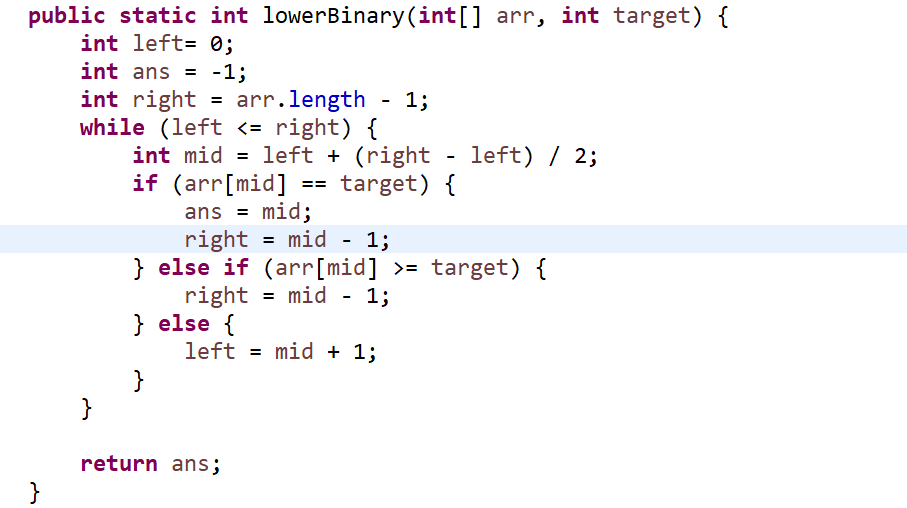 public static int lowerBinary(int[] arr, int target) {
    int left= 0;
    int ans = -1;
    int right = arr.length - 1;
    while (left <= right) {
        int mid = left + (right - left) / 2;
        if (arr[mid] == target) {
            ans = mid;
            right = mid - 1;
        } else if (arr[mid] >= target) {
            right = mid - 1;
        } else {
            left = mid + 1;
        }
    }

    return ans;
}